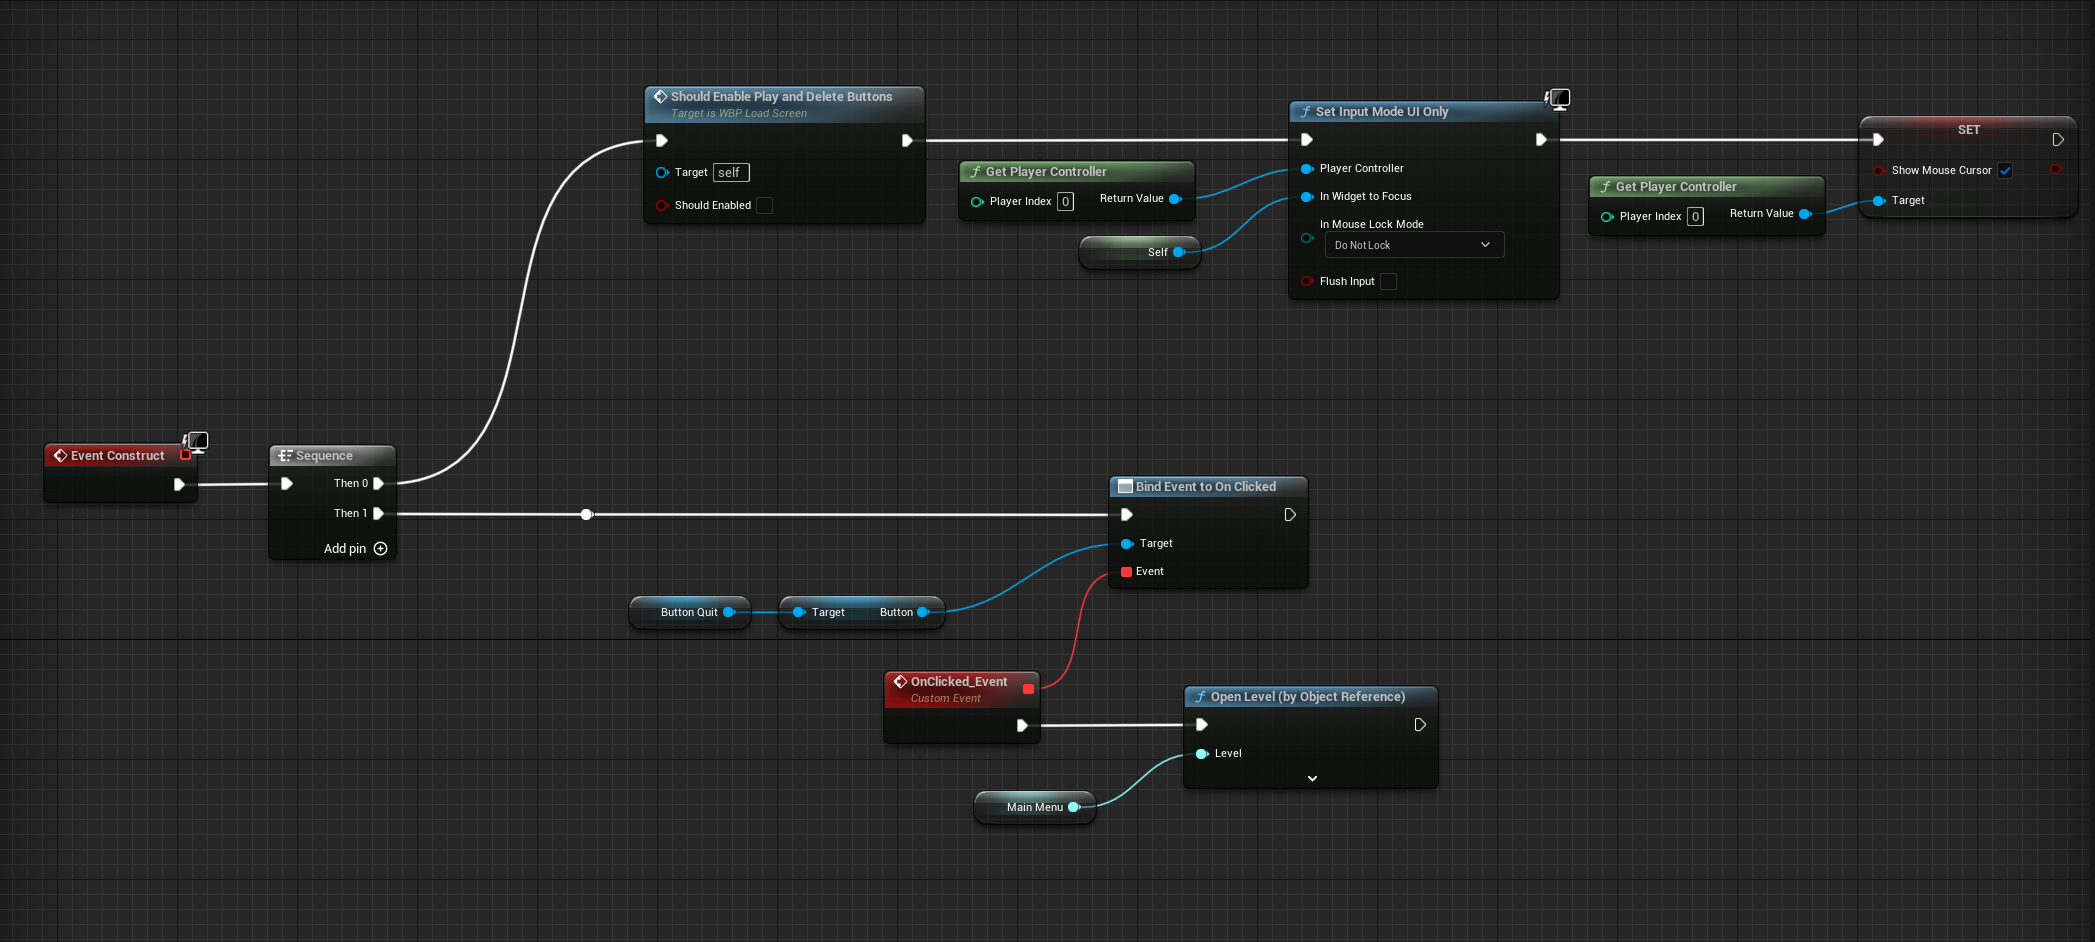 Should Enable Play and Delete Buttons
Target is WBP Load Screen
Target self
Should Enabled
Get Player Controller
Player Index 0 Return Value
Self
Set Input Mode UI Only
Player Controller
In Widget to Focus
In Mouse Lock Mode
Do Not Lock
Flush Input
Get Player Controller
Player Index 0 Return Value
SET
Show Mouse Cursor
Target
Event Construct
Sequence
Then 0
Then 1
Add pin
Bind Event to On Clicked
Target
Event
Button Quit
Target Button
OnClicked_Event
Custom Event
Open Level (by Object Reference)
Level
Main Menu